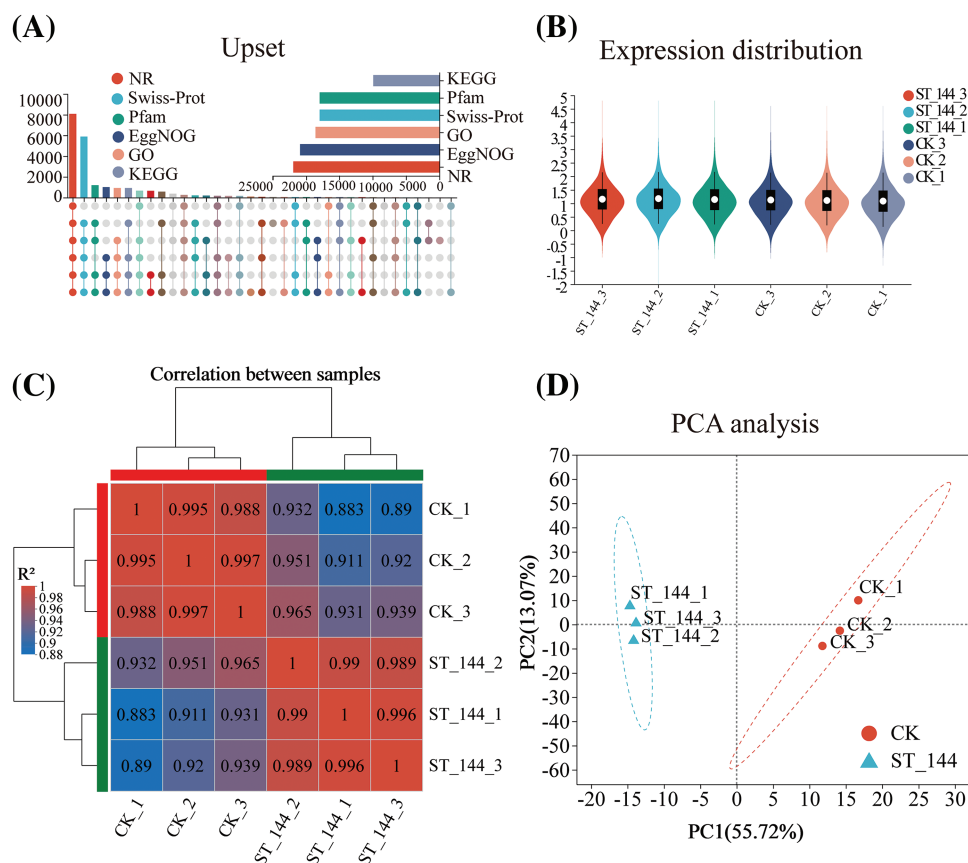 (A)
Upset
NR
Swiss-Prot
Pfam
EggNOG
GO
KEGG
10000
8000
6000
4000
2000
0
KEGG
Pfam
Swiss-Prot
GO
EggNOG
NR
25000 20000 15000 10000 5000 0
(B)
Expression distribution
5
4.5
4
3.5
3
2.5
2
1.5
1
0.5
0
-0.5
-1
-1.5
-2
ST_144_3 ST_144_2 ST_144_1 CK_3 CK_2 CK_1
ST_144_3
ST_144_2
ST_144_1
CK_3
CK_2
CK_1
(C)
Correlation between samples
R²
1
0.98
0.96
0.94
0.92
0.9
0.88
1 0.995 0.988 0.932 0.883 0.89 CK_1
0.995 1 0.997 0.951 0.911 0.92 CK_2
0.988 0.997 1 0.965 0.931 0.939 CK_3
0.932 0.951 0.965 1 0.99 0.989 ST_144_2
0.883 0.911 0.931 0.99 1 0.996 ST_144_1
0.89 0.92 0.939 0.989 0.996 1 ST_144_3
CK_1 CK_2 CK_3 ST_144_2 ST_144_1 ST_144_3
(D)
PCA analysis
PC2(13.07%)
70
60
50
40
30
20
10
0
-10
-20
-30
-40
-50
-60
ST_144_1
ST_144_3
ST_144_2
CK_1
CK_2
CK_3
CK
ST_144
-20 -15 -10 -5 0 5 10 15 20 25 30
PC1(55.72%)